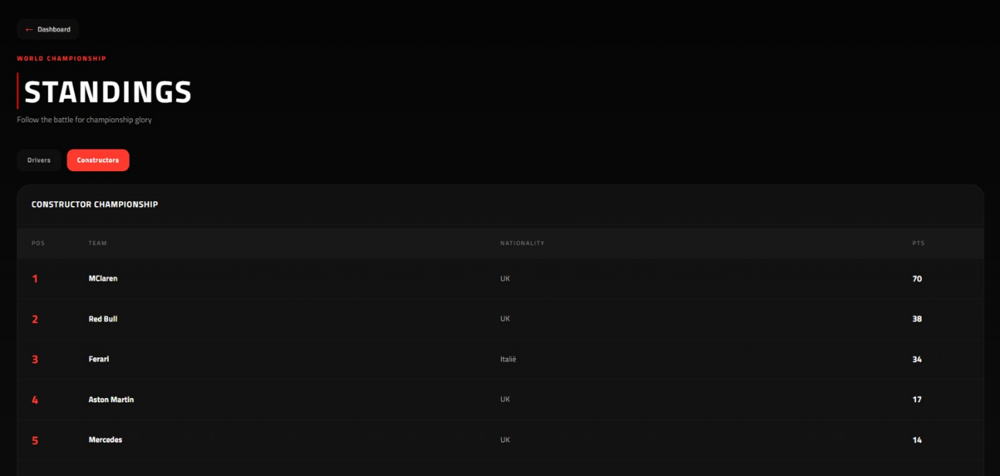 ← Dashboard
WORLD CHAMPIONSHIP
STANDINGS
Follow the battle for championship glory
Drivers Constructors
CONSTRUCTOR CHAMPIONSHIP
POS TEAM NATIONALITY PTS
1 MClaren UK 70
2 Red Bull UK 38
3 Ferari Italië 34
4 Aston Martin UK 17
5 Mercedes UK 14